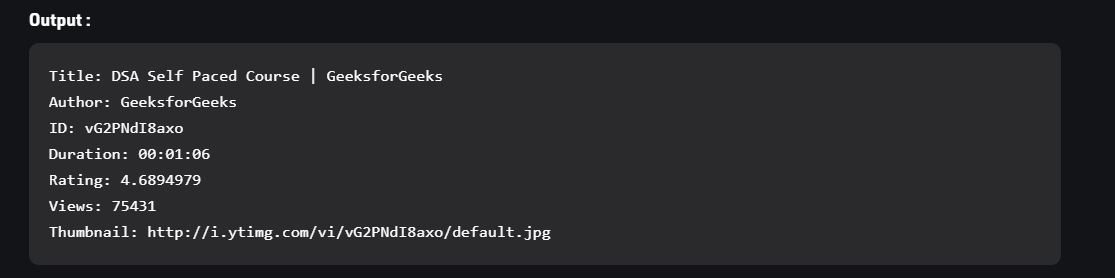 Output :
Title: DSA Self Paced Course | GeeksforGeeks
Author: GeeksforGeeks
ID: vG2PNdI8axo
Duration: 00:01:06
Rating: 4.6894979
Views: 75431
Thumbnail: http://i.ytimg.com/vi/vG2PNdI8axo/default.jpg